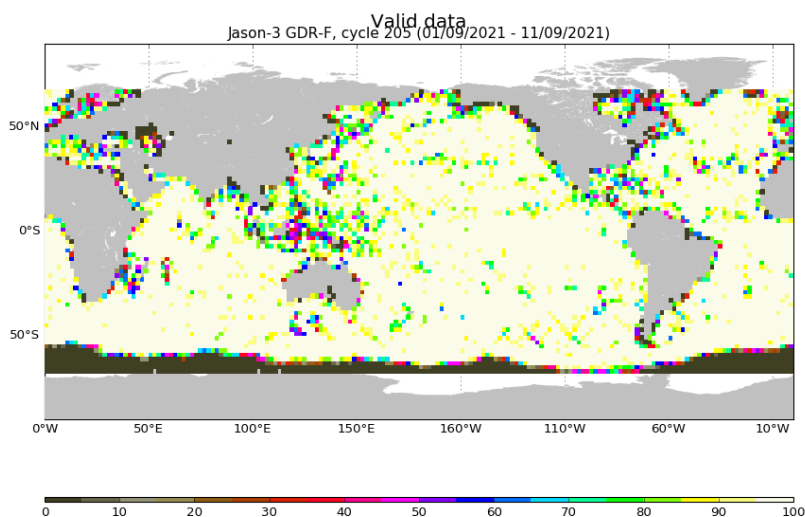 Valid data
Jason-3 GDR-F, cycle 205 (01/09/2021 - 11/09/2021)
50°N
0°S
50°S
0°W 50°E 100°E 150°E 160°W 110°W 60°W 10°W
0 10 20 30 40 50 60 70 80 90 100